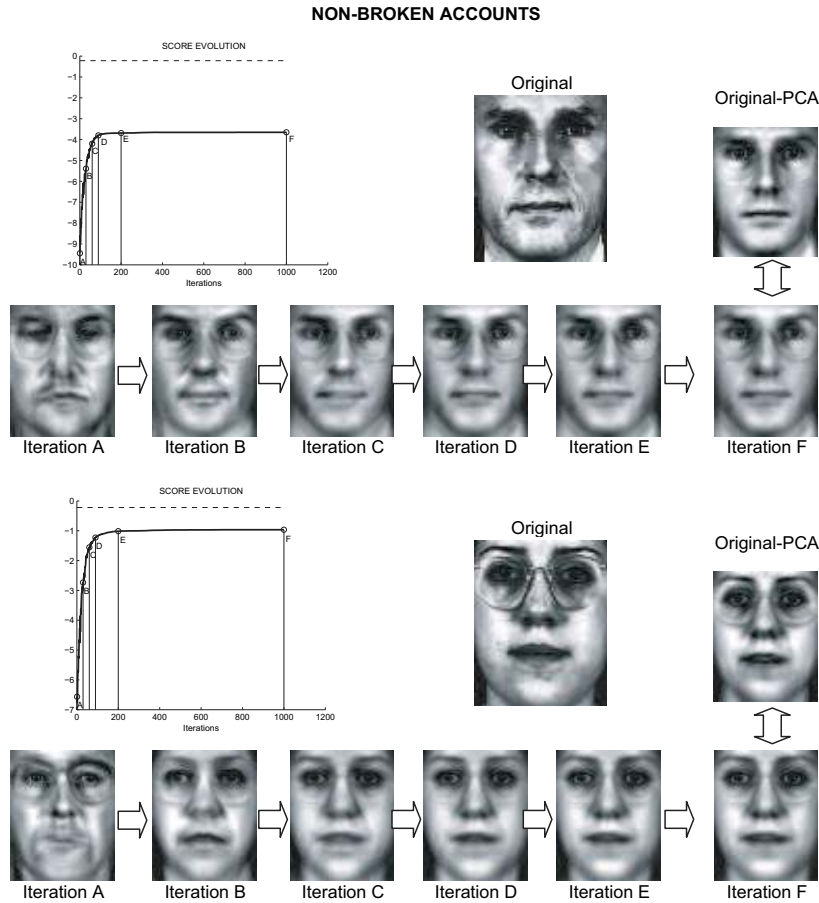 NON-BROKEN ACCOUNTS
SCORE EVOLUTION
0
−1
−2
−3
−4
−5
−6
−7
−8
−9
−10
A
B
C
D
E
F
0 200 400 600 800 1000 1200
Iterations
Original
Original-PCA
Iteration A Iteration B Iteration C Iteration D Iteration E Iteration F
SCORE EVOLUTION
0
−1
−2
−3
−4
−5
−6
−7
A
B
C
D
E
F
0 200 400 600 800 1000 1200
Iterations
Original
Original-PCA
Iteration A Iteration B Iteration C Iteration D Iteration E Iteration F